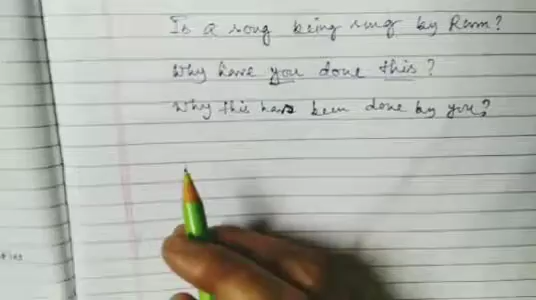 Is a song being sung by Ram?
Why have you done this?
Why this has been done by you?